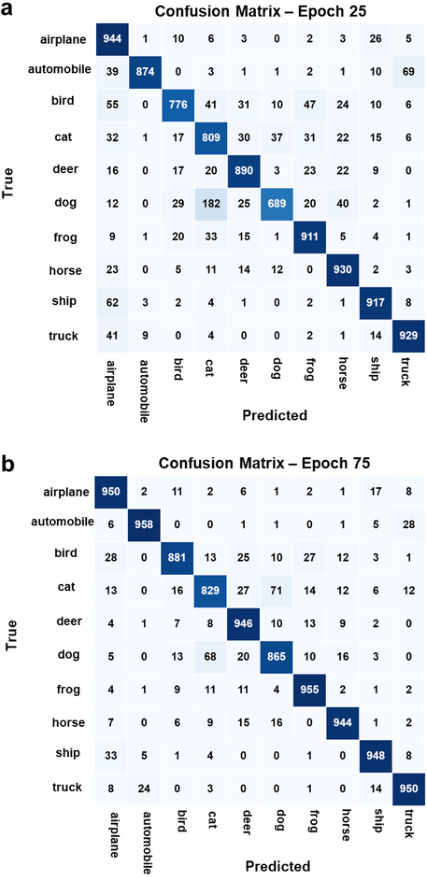 a
Confusion Matrix – Epoch 25
True
airplane 944 1 10 6 3 0 2 3 26 5
automobile 39 874 0 3 1 1 2 1 10 69
bird 55 0 776 41 31 10 47 24 10 6
cat 32 1 17 809 30 37 31 22 15 6
deer 16 0 17 20 890 3 23 22 9 0
dog 12 0 29 182 25 689 20 40 2 1
frog 9 1 20 33 15 1 911 5 4 1
horse 23 0 5 11 14 12 0 930 2 3
ship 62 3 2 4 1 0 2 1 917 8
truck 41 9 0 4 0 0 2 1 14 929
airplane automobile bird cat deer dog frog horse ship truck
Predicted
b
Confusion Matrix – Epoch 75
True
airplane 950 2 11 2 6 1 2 1 17 8
automobile 6 958 0 0 1 1 0 1 5 28
bird 28 0 881 13 25 10 27 12 3 1
cat 13 0 16 829 27 71 14 12 6 12
deer 4 1 7 8 946 10 13 9 2 0
dog 5 0 13 68 20 865 10 16 3 0
frog 4 1 9 11 11 4 955 2 1 2
horse 7 0 6 9 15 16 0 944 1 2
ship 33 5 1 4 0 0 1 0 948 8
truck 8 24 0 3 0 0 1 0 14 950
airplane automobile bird cat deer dog frog horse ship truck
Predicted